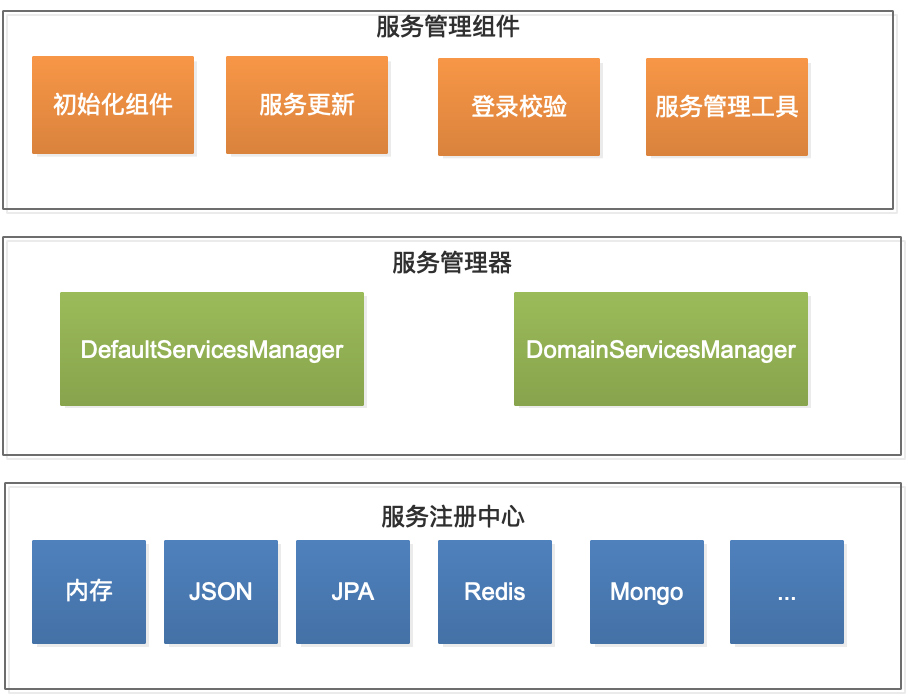 服务管理组件
初始化组件
服务更新
登录校验
服务管理工具
服务管理器
DefaultServicesManager
DomainServicesManager
服务注册中心
内存
JSON
JPA
Redis
Mongo
...